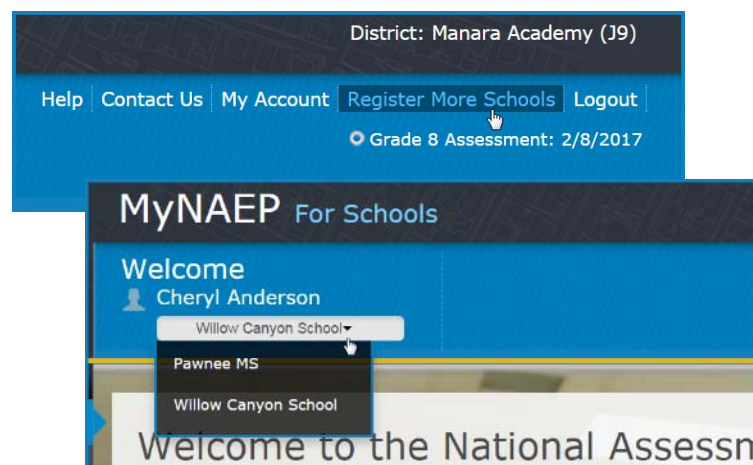 District: Manara Academy (J9)
Help Contact Us My Account Register More Schools Logout
Grade 8 Assessment: 2/8/2017
MyNAEP For Schools
Welcome
Cheryl Anderson
Willow Canyon School
Pawnee MS
Willow Canyon School
Welcome to the National Assessm